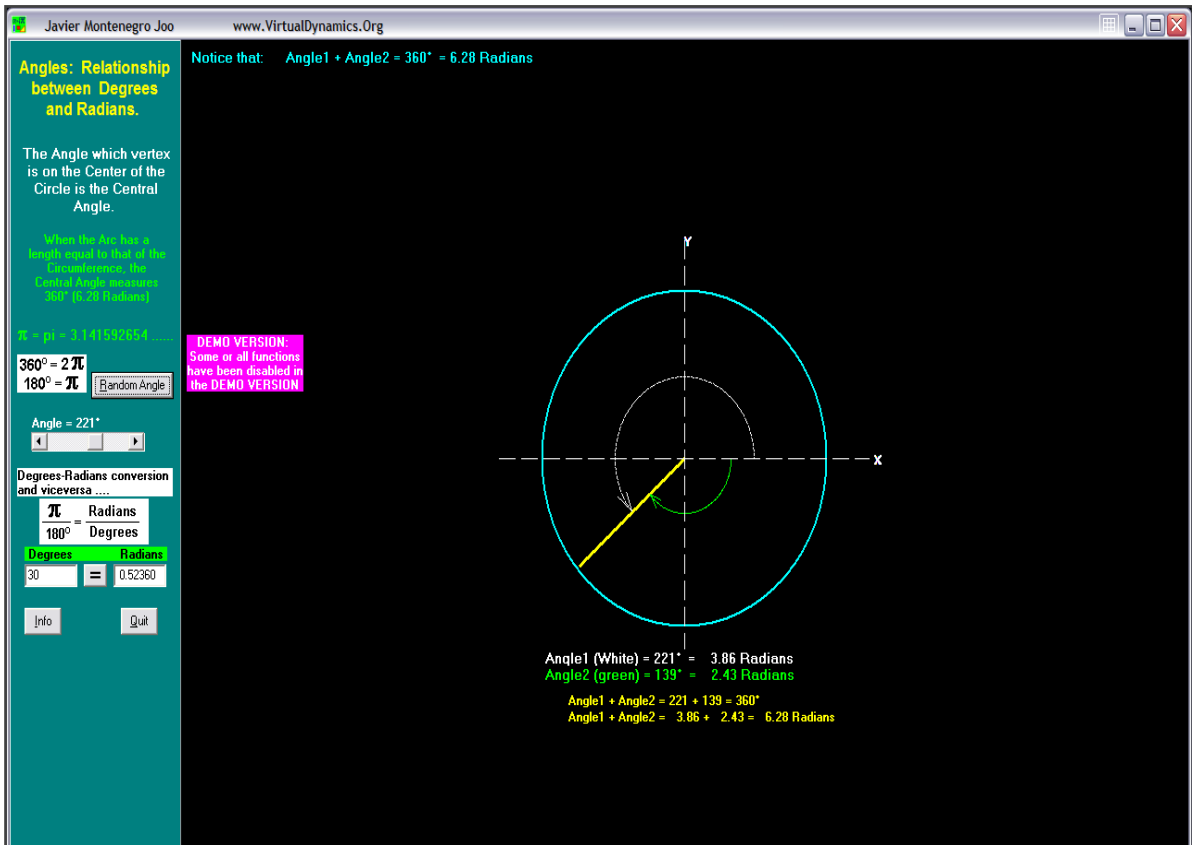 Javier Montenegro Joo www.VirtualDynamics.Org
Angles: Relationship
between Degrees
and Radians.
The Angle which vertex
is on the Center of the
Circle is the Central
Angle.
When the Arc has a
length equal to that of the
Circumference, the
Central Angle measures
360° (6.28 Radians)
π = pi = 3.141592654 ......
360º = 2π
180º = π
Random Angle
Angle = 221°
Degrees-Radians conversion
and viceversa ....
π Radians
=
180º Degrees
Degrees Radians
30 = 0.52360
Info Quit
Notice that: Angle1 + Angle2 = 360° = 6.28 Radians
DEMO VERSION:
Some or all functions
have been disabled in
the DEMO VERSION
Y
X
Angle1 (White) = 221° = 3.86 Radians
Angle2 (green) = 139° = 2.43 Radians
Angle1 + Angle2 = 221 + 139 = 360°
Angle1 + Angle2 = 3.86 + 2.43 = 6.28 Radians